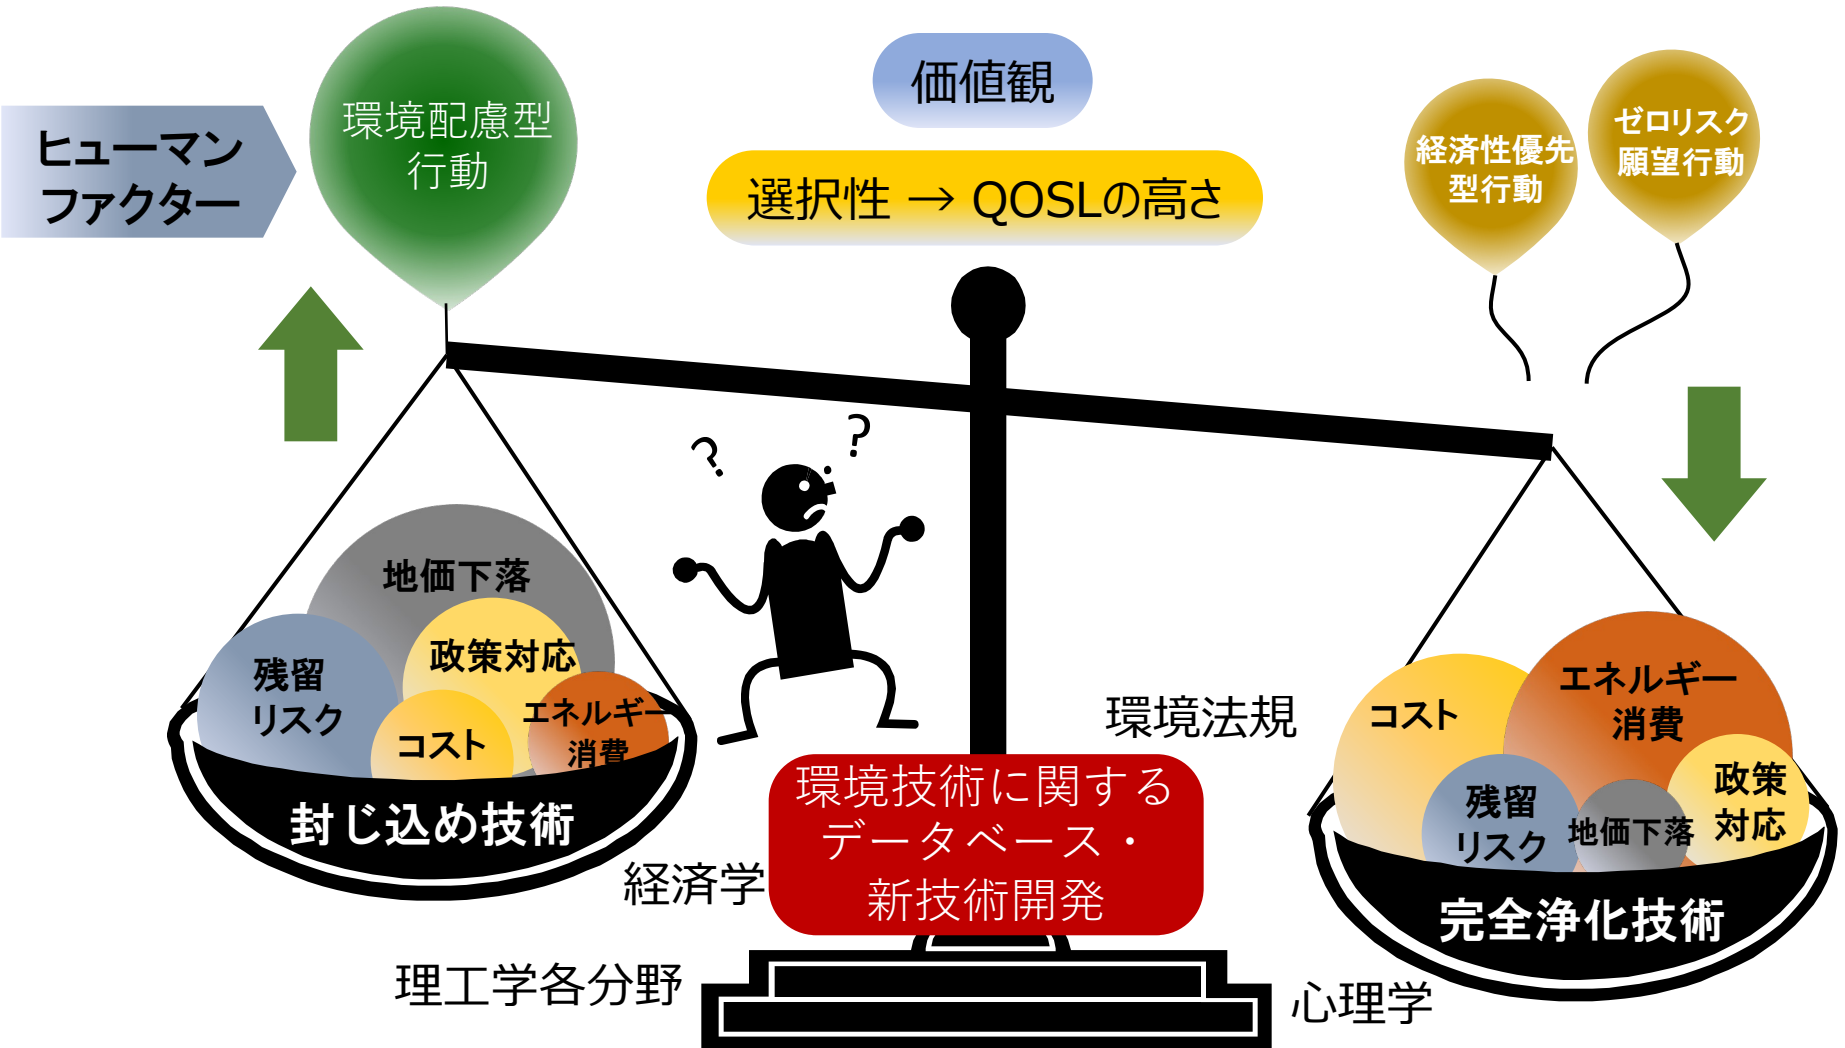 価値観
選択性 → QOSLの高さ
ヒューマン
ファクター
環境配慮型
行動
経済性優先
型行動
ゼロリスク
願望行動
?
?
地価下落
政策対応
残留
リスク
コスト
エネルギー
消費
封じ込め技術
環境法規
コスト
エネルギー
消費
残留
リスク
地価下落
政策
対応
完全浄化技術
環境技術に関する
データベース・
新技術開発
経済学
理工学各分野
心理学